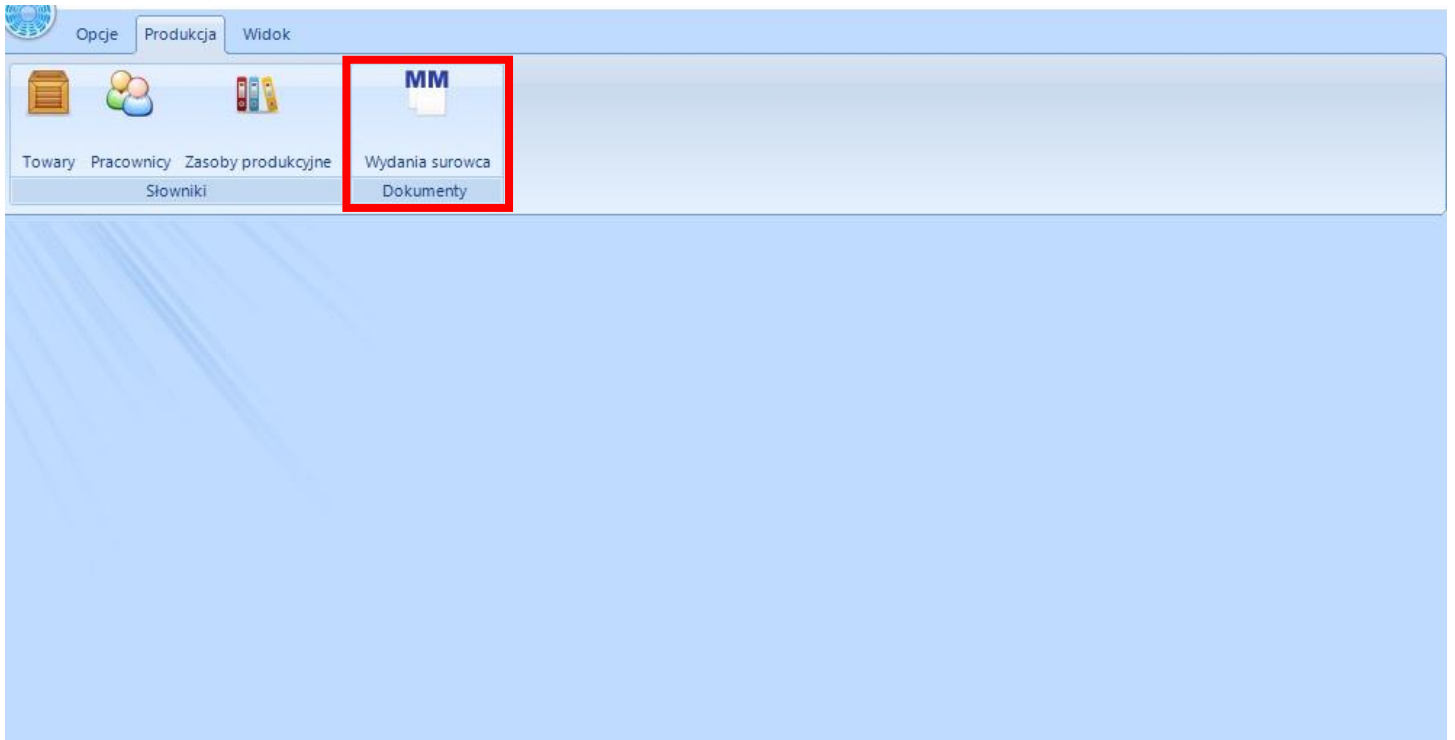 Opcje Produkcja Widok
MM
Towary Pracownicy Zasoby produkcyjne Wydania surowca
Słowniki Dokumenty